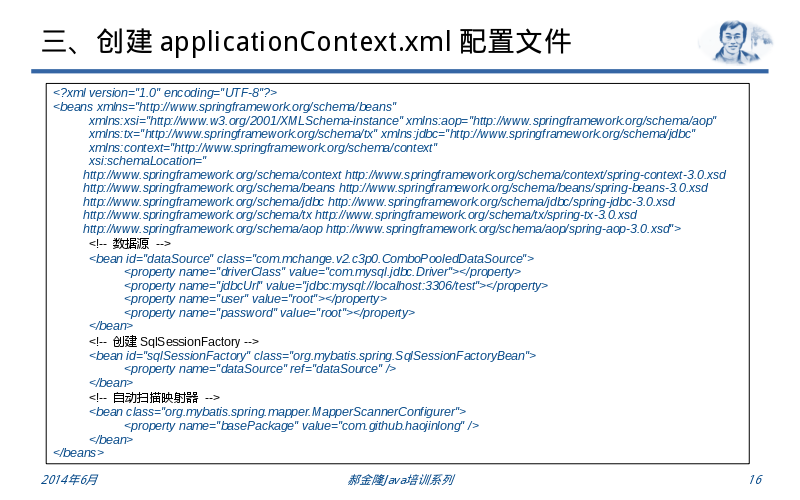 三、创建 applicationContext.xml 配置文件
<?xml version="1.0" encoding="UTF-8"?>
<beans xmlns="http://www.springframework.org/schema/beans"
xmlns:xsi="http://www.w3.org/2001/XMLSchema-instance" xmlns:aop="http://www.springframework.org/schema/aop"
xmlns:tx="http://www.springframework.org/schema/tx" xmlns:jdbc="http://www.springframework.org/schema/jdbc"
xmlns:context="http://www.springframework.org/schema/context"
xsi:schemaLocation="
http://www.springframework.org/schema/context http://www.springframework.org/schema/context/spring-context-3.0.xsd
http://www.springframework.org/schema/beans http://www.springframework.org/schema/beans/spring-beans-3.0.xsd
http://www.springframework.org/schema/jdbc http://www.springframework.org/schema/jdbc/spring-jdbc-3.0.xsd
http://www.springframework.org/schema/tx http://www.springframework.org/schema/tx/spring-tx-3.0.xsd
http://www.springframework.org/schema/aop http://www.springframework.org/schema/aop/spring-aop-3.0.xsd">
<!-- 数据源 -->
<bean id="dataSource" class="com.mchange.v2.c3p0.ComboPooledDataSource">
<property name="driverClass" value="com.mysql.jdbc.Driver"></property>
<property name="jdbcUrl" value="jdbc:mysql://localhost:3306/test"></property>
<property name="user" value="root"></property>
<property name="password" value="root"></property>
</bean>
<!-- 创建 SqlSessionFactory -->
<bean id="sqlSessionFactory" class="org.mybatis.spring.SqlSessionFactoryBean">
<property name="dataSource" ref="dataSource" />
</bean>
<!-- 自动扫描映射器 -->
<bean class="org.mybatis.spring.mapper.MapperScannerConfigurer">
<property name="basePackage" value="com.github.haojinlong" />
</bean>
</beans>
2014年6月
郝金隆Java培训系列
16